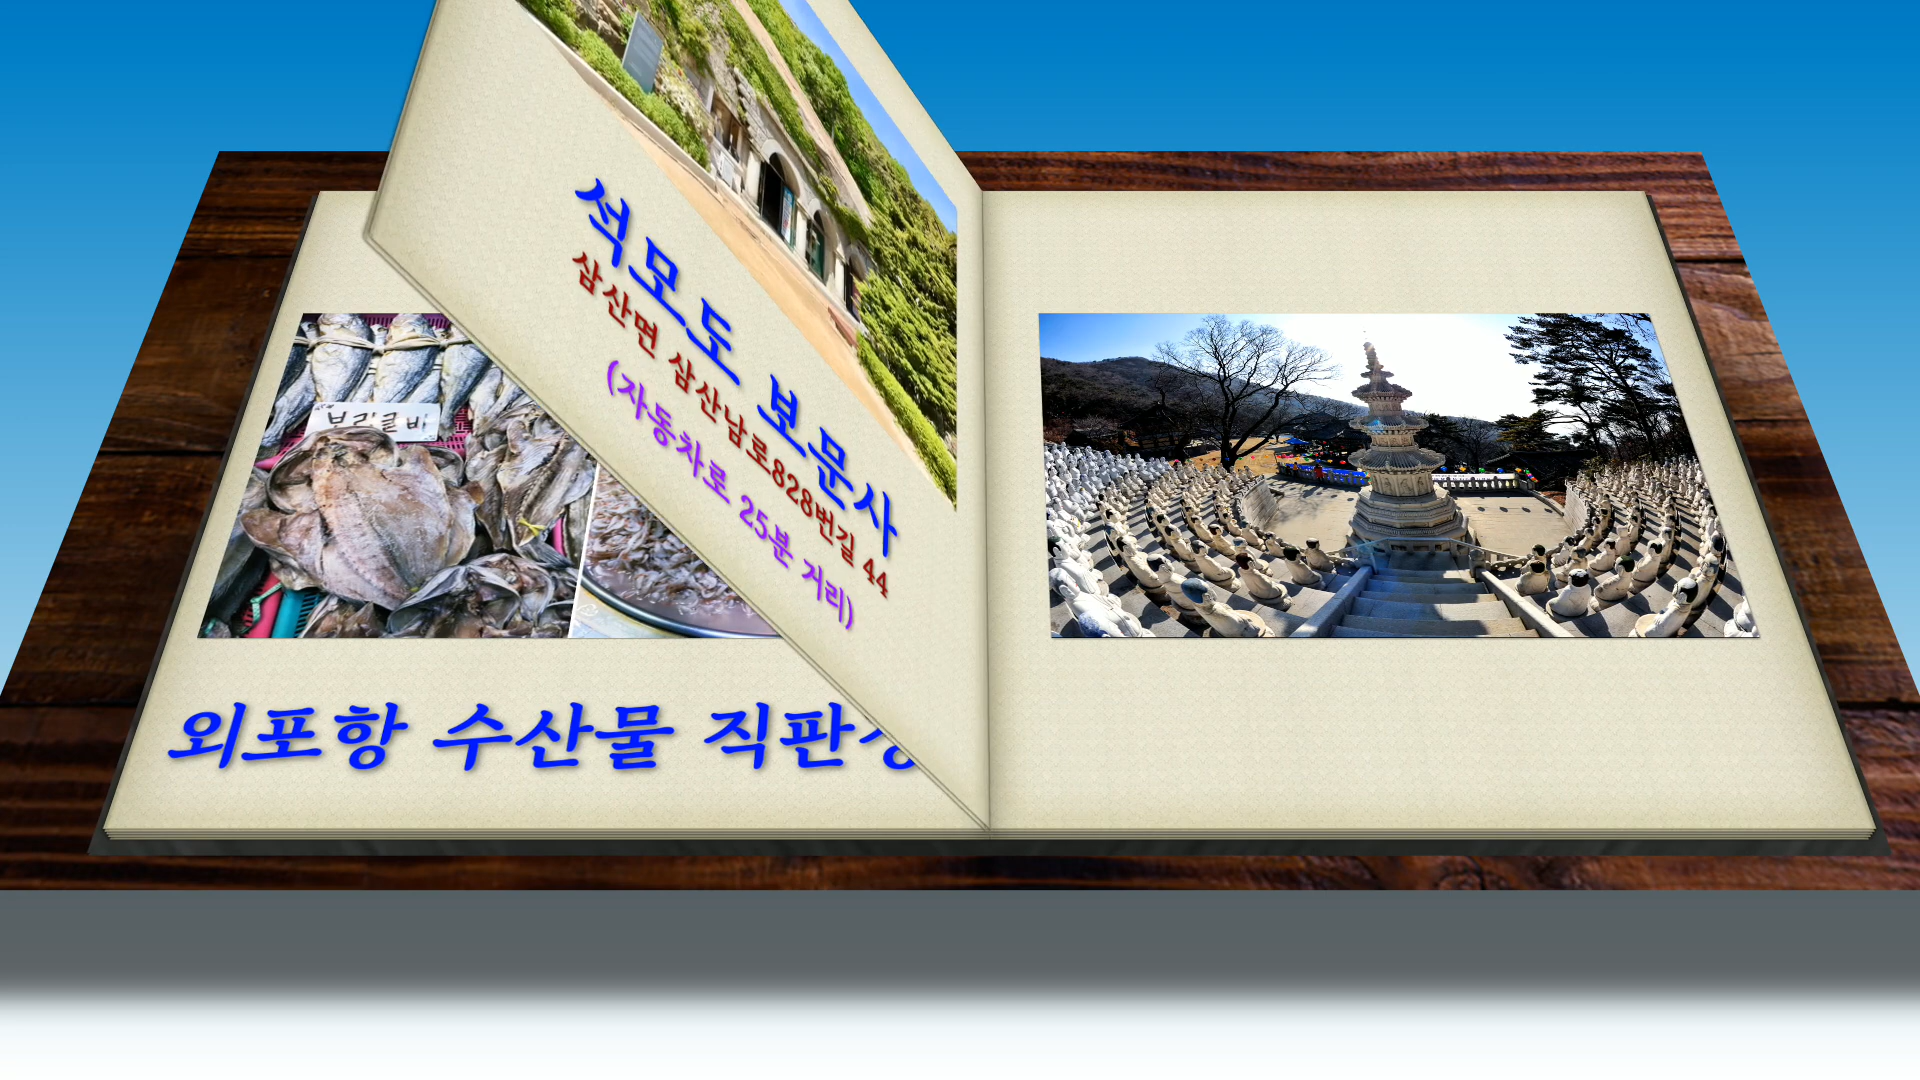 보리굴비
외포항 수산물 직판장
석모도 보문사
삼산면 삼산남로828번길 44
(자동차로 25분 거리)